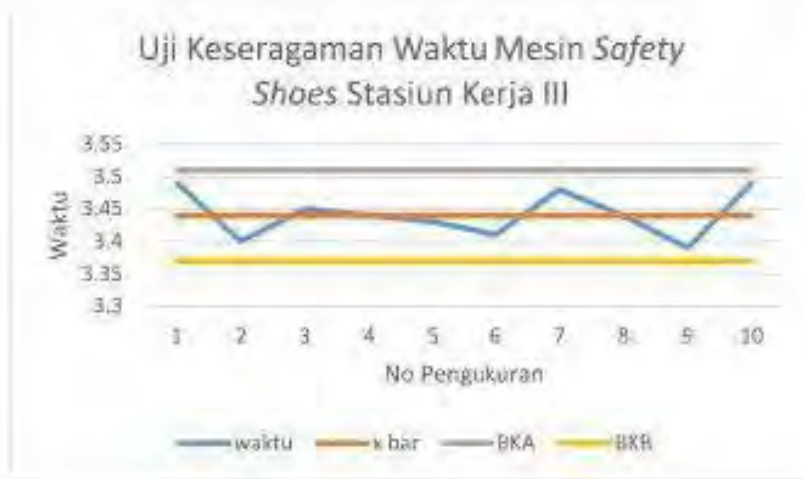 Uji Keseragaman Waktu Mesin Safety
Shoes Stasiun Kerja III
3.55
3.5
3.45
3.4
3.35
3.3
Waktu
1 2 3 4 5 6 7 8 9 10
No Pengukuran
waktu x bar BKA BKB